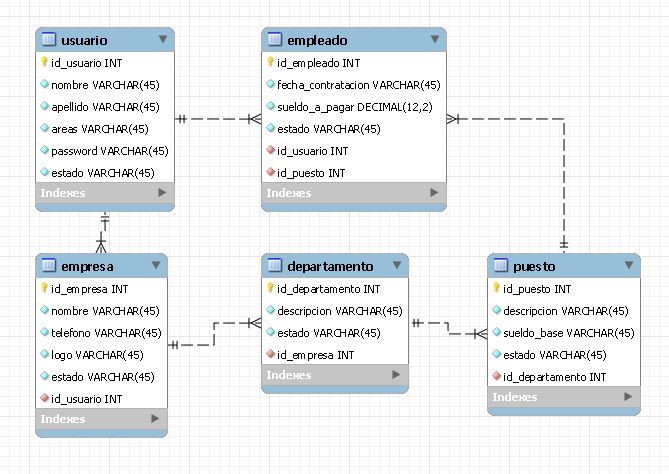 usuario
id_usuario INT
nombre VARCHAR(45)
apellido VARCHAR(45)
areas VARCHAR(45)
password VARCHAR(45)
estado VARCHAR(45)
Indexes
empleado
id_empleado INT
fecha_contratacion VARCHAR(45)
sueldo_a_pagar DECIMAL(12,2)
estado VARCHAR(45)
id_usuario INT
id_puesto INT
Indexes
empresa
id_empresa INT
nombre VARCHAR(45)
telefono VARCHAR(45)
logo VARCHAR(45)
estado VARCHAR(45)
id_usuario INT
Indexes
departamento
id_departamento INT
descripcion VARCHAR(45)
estado VARCHAR(45)
id_empresa INT
Indexes
puesto
id_puesto INT
descripcion VARCHAR(45)
sueldo_base VARCHAR(45)
estado VARCHAR(45)
id_departamento INT
Indexes